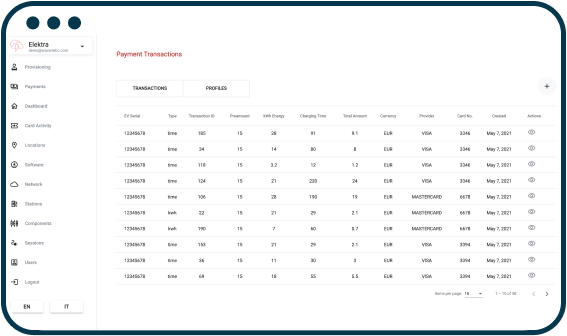 Elektra
Provisioning
Payments
Dashboard
Card Activity
Locations
Software
Network
Stations
Components
Sessions
Users
Logout
EN IT
Payment Transactions
TRANSACTIONS PROFILES
+
EV Serial Type Transaction ID Preamount kWh Energy Charging Time Total Amount Currency Provider Card No. Created Actions
12345678 time 185 15 28 91 9.1 EUR VISA 3346 May 7, 2021
12345678 time 34 15 14 80 8 EUR VISA 3346 May 7, 2021
12345678 time 118 15 3.2 12 1.2 EUR VISA 3346 May 7, 2021
12345678 time 124 15 21 220 24 EUR VISA 3346 May 7, 2021
12345678 time 106 15 28 190 19 EUR MASTERCARD 6678 May 7, 2021
12345678 kwh 22 15 21 29 2.1 EUR MASTERCARD 6678 May 7, 2021
12345678 kwh 190 15 7 60 0.7 EUR MASTERCARD 6678 May 7, 2021
12345678 time 153 15 21 29 2.1 EUR VISA 3394 May 7, 2021
12345678 time 36 15 11 30 3 EUR VISA 3394 May 7, 2021
12345678 time 69 15 18 55 5.5 EUR VISA 3394 May 7, 2021
Items per page: 10 1 – 10 of 88